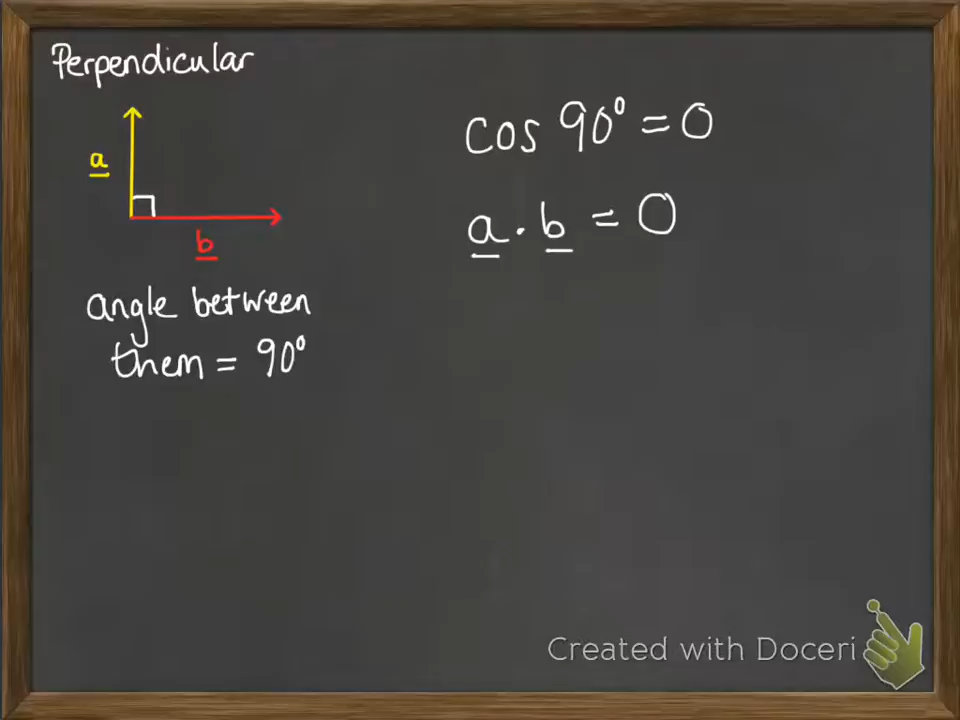 Perpendicular
a
b
angle between
them = 90°
cos 90° = 0
a · b = 0
Created with Doceri